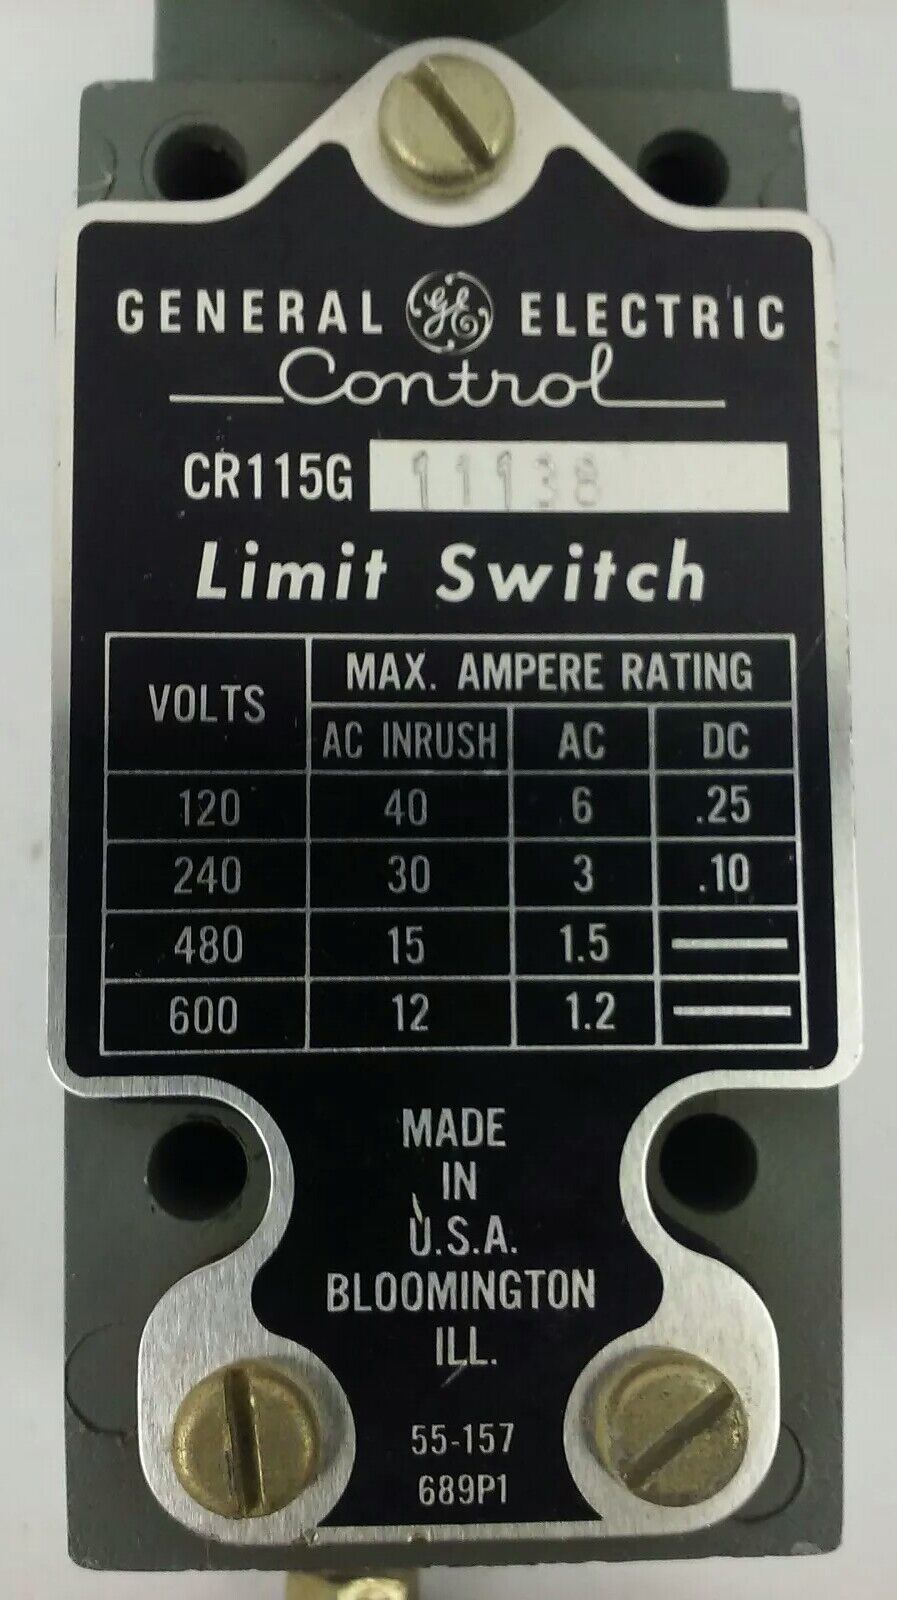 GENERAL GE ELECTRIC
Control
CR115G 11138
Limit Switch
VOLTS MAX. AMPERE RATING
AC INRUSH AC DC
120 40 6 .25
240 30 3 .10
480 15 1.5 —
600 12 1.2 —
MADE
IN
U.S.A.
BLOOMINGTON
ILL.
55-157
689P1